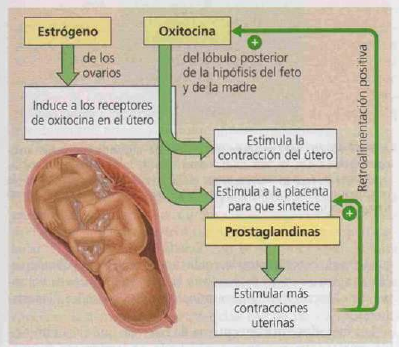 Estrógeno
Oxitocina
+
de los
ovarios
del lóbulo posterior
de la hipófisis del feto
y de la madre
Induce a los receptores
de oxitocina en el útero
Estimula la
contracción del útero
Estimula a la placenta
para que sintetice
+
Prostaglandinas
Estimular más
contracciones
uterinas
Retroalimentación positiva